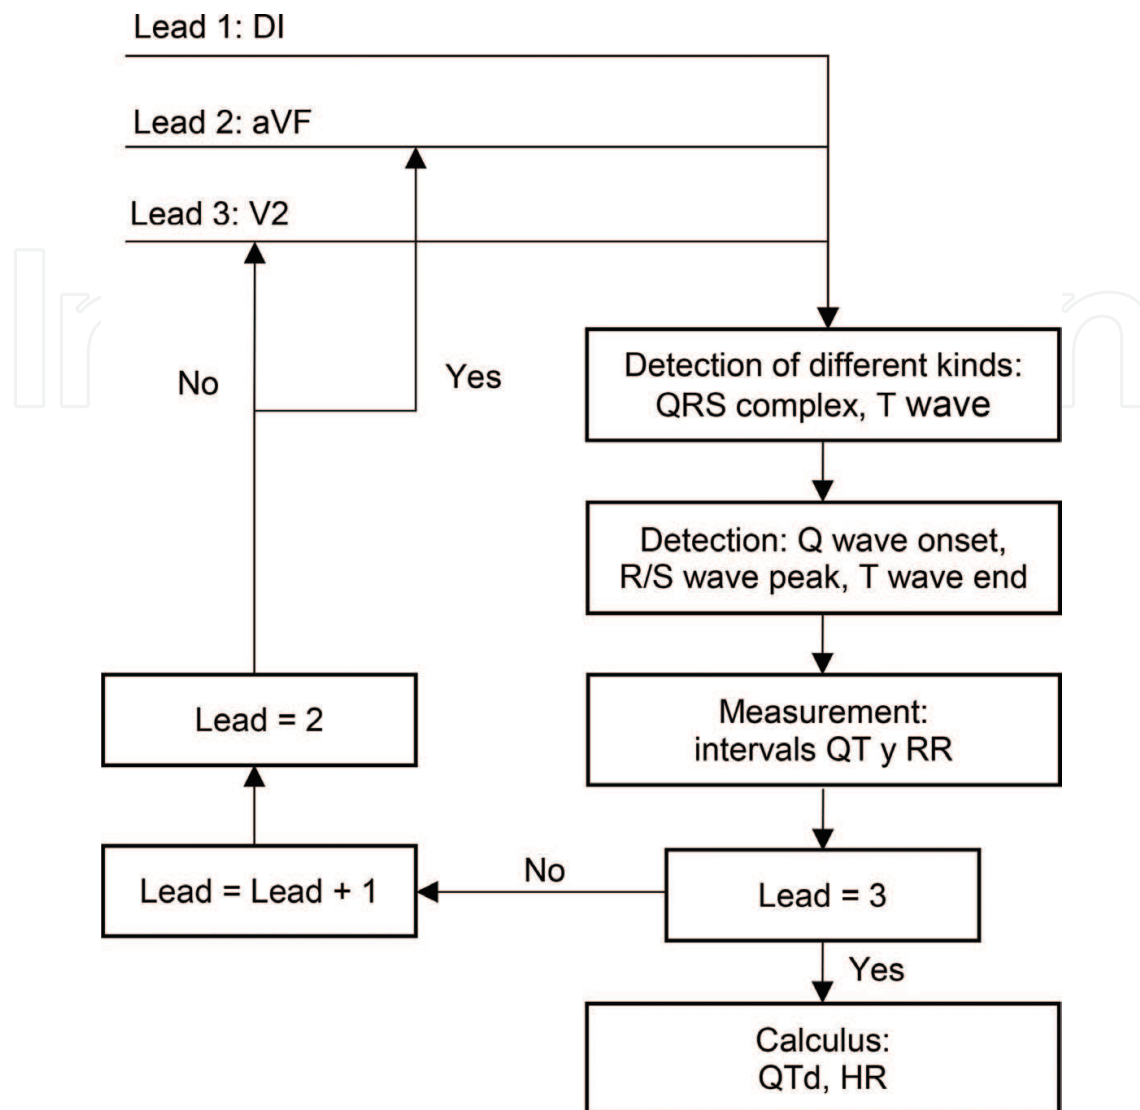 Lead 1: DI
Lead 2: aVF
Lead 3: V2
No
Yes
Detection of different kinds:
QRS complex, T wave
Detection: Q wave onset,
R/S wave peak, T wave end
Lead = 2
Measurement:
intervals QT y RR
Lead = Lead + 1
No
Lead = 3
Yes
Calculus:
QTd, HR